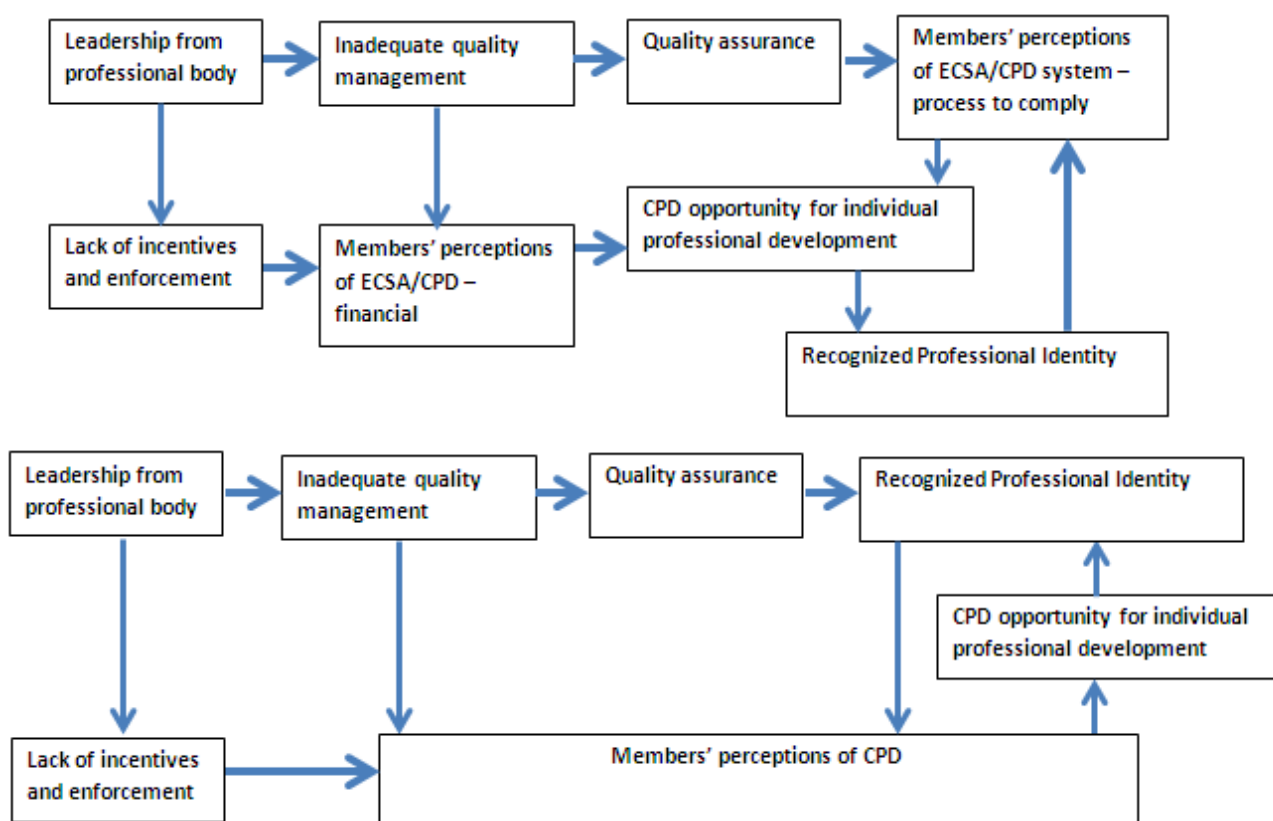 Leadership from
professional body
Inadequate quality
management
Quality assurance
Members’ perceptions
of ECSA/CPD system –
process to comply
Lack of incentives
and enforcement
Members’ perceptions
of ECSA/CPD –
financial
CPD opportunity for individual
professional development
Recognized Professional Identity
Leadership from
professional body
Inadequate quality
management
Quality assurance
Recognized Professional Identity
CPD opportunity for individual
professional development
Lack of incentives
and enforcement
Members’ perceptions of CPD